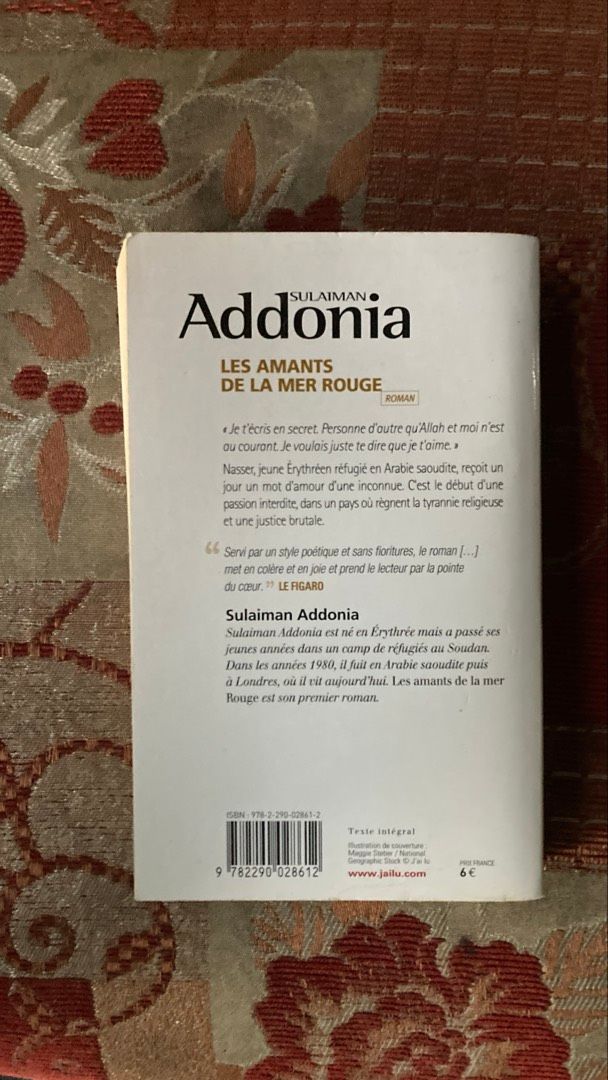 SULAIMAN
Addonia
LES AMANTS
DE LA MER ROUGE
ROMAN
« Je t'écris en secret. Personne d'autre qu'Allah et moi n'est
au courant. Je voulais juste te dire que je t'aime. »
Nasser, jeune Érythréen réfugié en Arabie saoudite, reçoit un
jour un mot d'amour d'une inconnue. C'est le début d'une
passion interdite, dans un pays où règnent la tyrannie religieuse
et une justice brutale.
“ Servi par un style poétique et sans fioritures, le roman [...]
met en colère et en joie et prend le lecteur par la pointe
du cœur. ” LE FIGARO
Sulaiman Addonia
Sulaiman Addonia est né en Érythrée mais a passé ses
jeunes années dans un camp de réfugiés au Soudan.
Dans les années 1980, il fuit en Arabie saoudite puis
à Londres, où il vit aujourd'hui. Les amants de la mer
Rouge est son premier roman.
ISBN : 978-2-290-02861-2
9 782290 028612
Texte intégral
Illustration de couverture :
Maggie Steber / National
Geographic Stock © J'ai lu
www.jailu.com
PRIX FRANCE
6 €